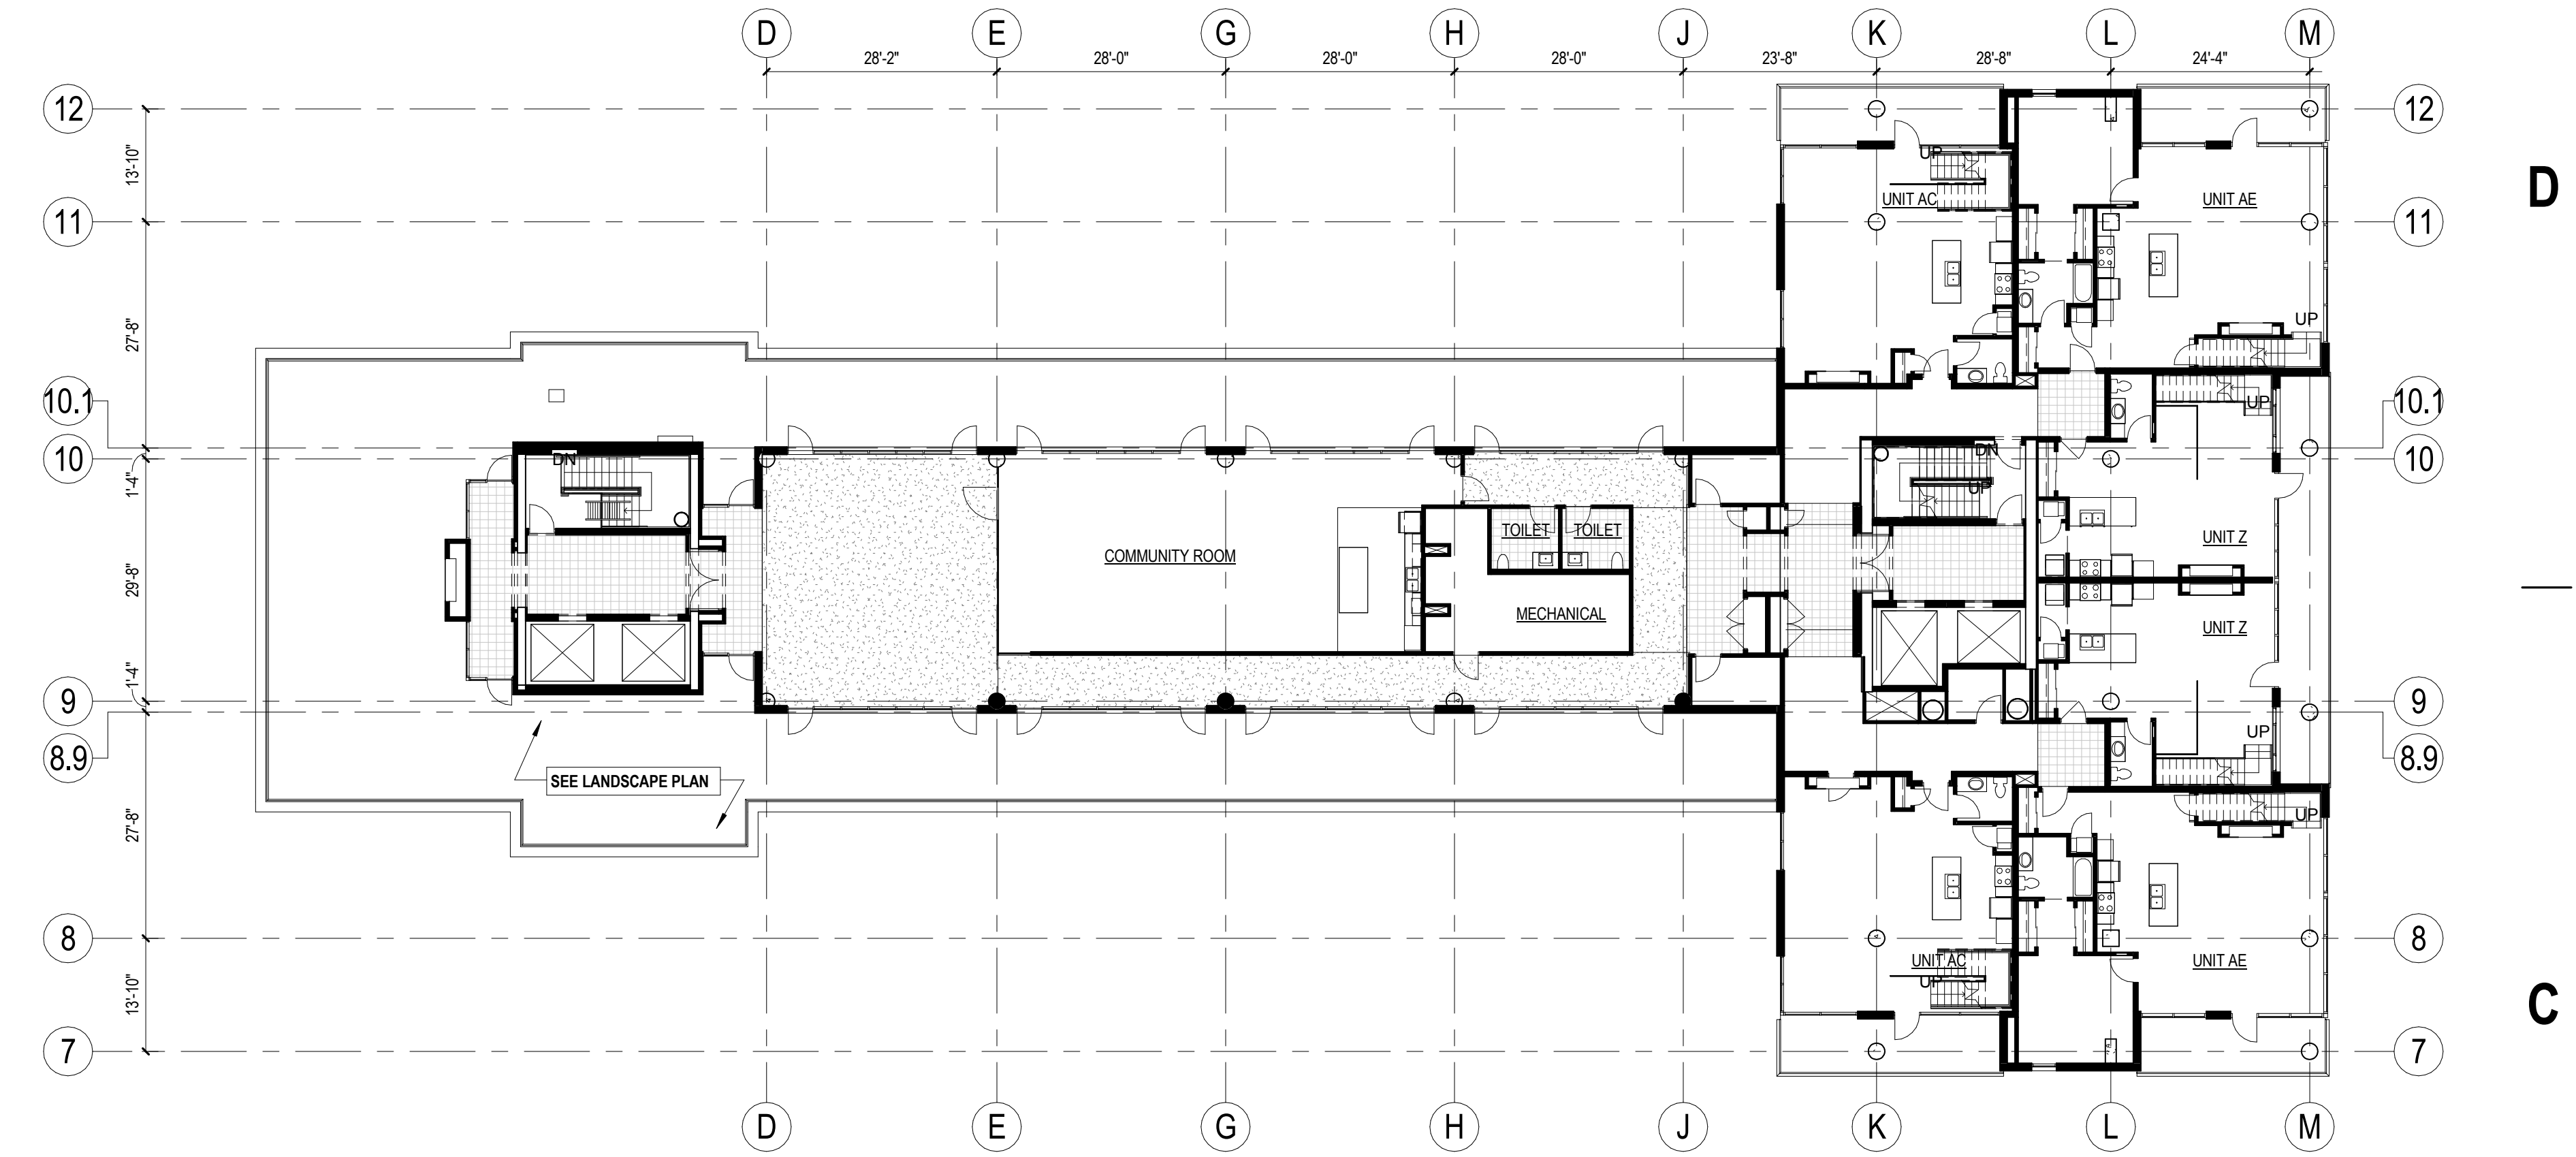 D E G H J K L M
28'-2" 28'-0" 28'-0" 28'-0" 23'-8" 28'-8" 24'-4"
12 12
13'-10"
D
UP
UNIT AC UNIT AE
11 11
UP
27'-8"
10.1 10.1
UP
10 10
DN DN
1'-4"
UP
TOILET TOILET
UNIT Z
COMMUNITY ROOM
29'-8"
MECHANICAL
UNIT Z
1'-4"
9 9
UP
8.9 8.9
SEE LANDSCAPE PLAN
UP
27'-8"
8 8
UNIT AC UNIT AE
UP
13'-10"
C
7 7
D E G H J K L M